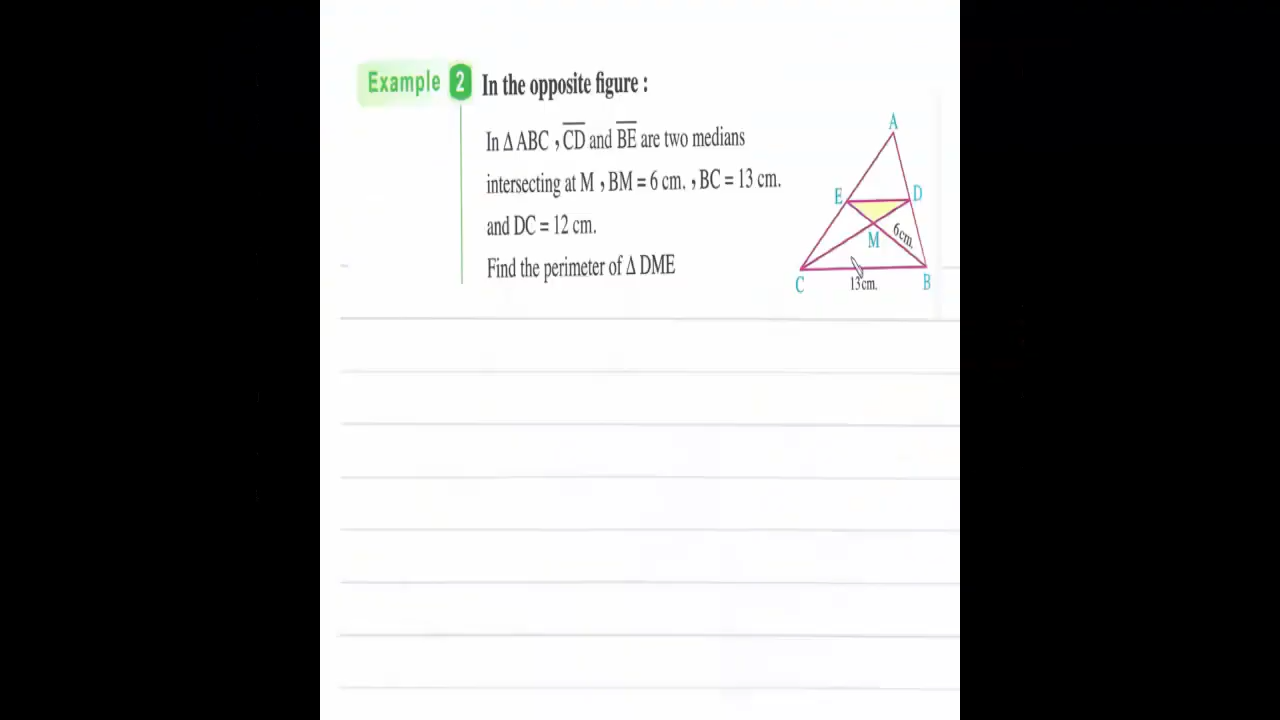 Example 2 In the opposite figure :
In Δ ABC , CD and BE are two medians
intersecting at M , BM = 6 cm. , BC = 13 cm.
and DC = 12 cm.
Find the perimeter of Δ DME
A
E
D
M
6cm.
C
13cm.
B